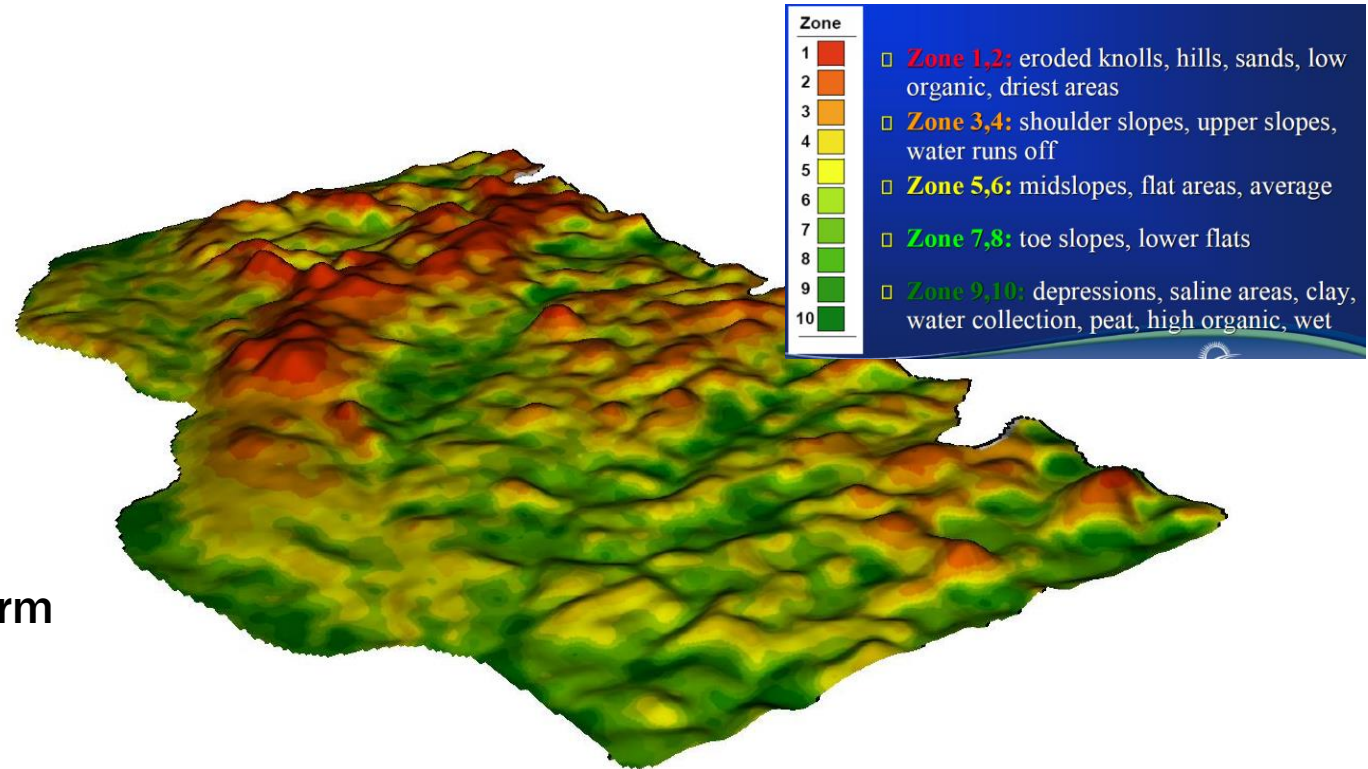 Zone
1
2
3
4
5
6
7
8
9
10
Zone 1,2: eroded knolls, hills, sands, low
organic, driest areas
Zone 3,4: shoulder slopes, upper slopes,
water runs off
Zone 5,6: midslopes, flat areas, average
Zone 7,8: toe slopes, lower flats
Zone 9,10: depressions, saline areas, clay,
water collection, peat, high organic, wet
rm